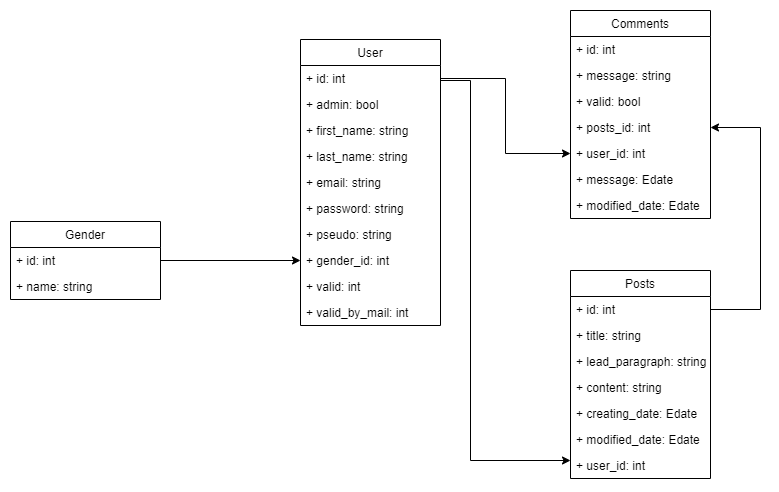 Gender
+ id: int
+ name: string
User
+ id: int
+ admin: bool
+ first_name: string
+ last_name: string
+ email: string
+ password: string
+ pseudo: string
+ gender_id: int
+ valid: int
+ valid_by_mail: int
Comments
+ id: int
+ message: string
+ valid: bool
+ posts_id: int
+ user_id: int
+ message: Edate
+ modified_date: Edate
Posts
+ id: int
+ title: string
+ lead_paragraph: string
+ content: string
+ creating_date: Edate
+ modified_date: Edate
+ user_id: int